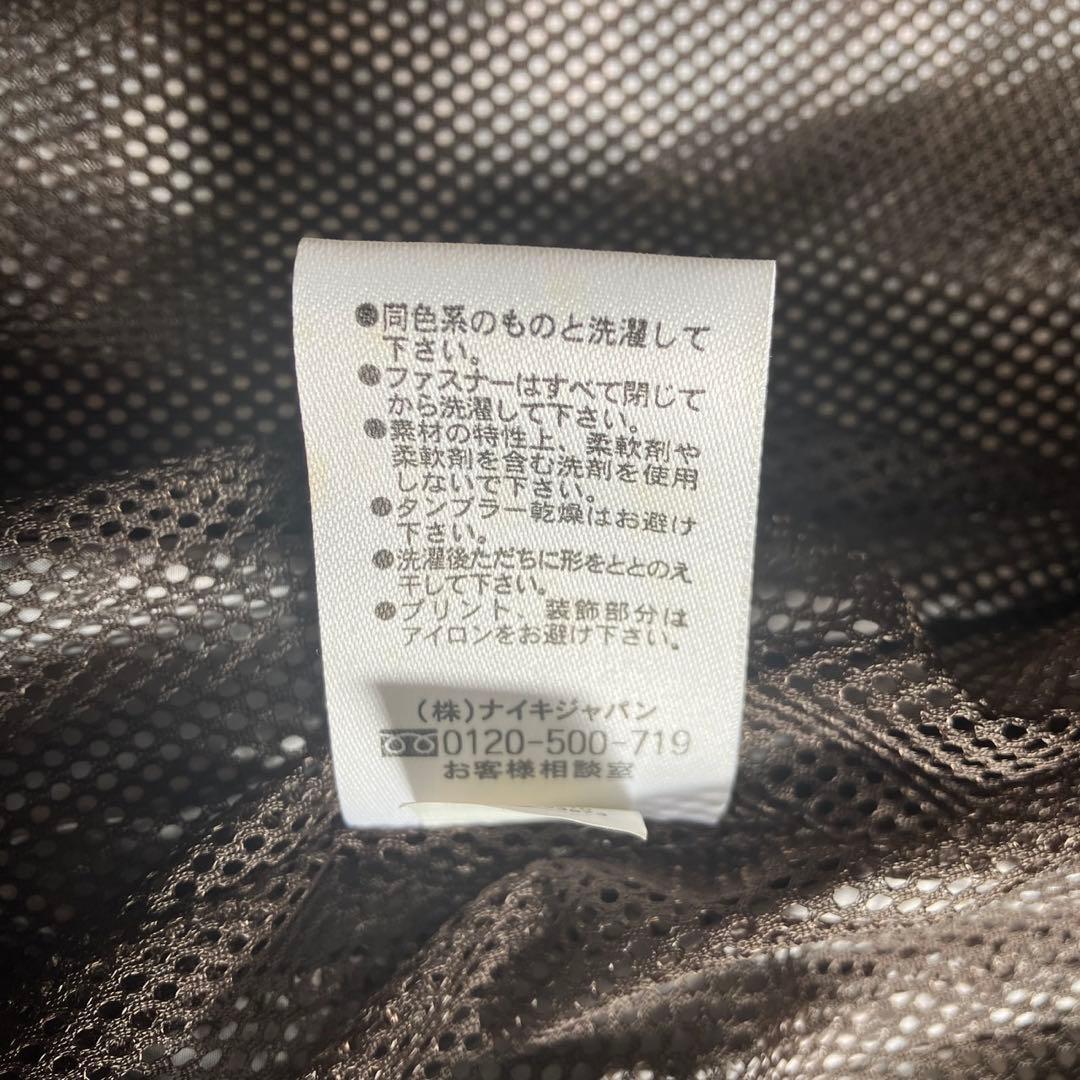 ●同色系のものと洗濯して
下さい。
●ファスナーはすべて閉じて
から洗濯して下さい。
●素材の特性上、柔軟剤や
柔軟剤を含む洗剤を使用
しないで下さい。
●タンブラー乾燥はお避け
下さい。
●洗濯後ただちに形をととのえ
干して下さい。
●プリント、装飾部分は
アイロンをお避け下さい。
(株)ナイキジャパン
0120-500-719
お客様相談室